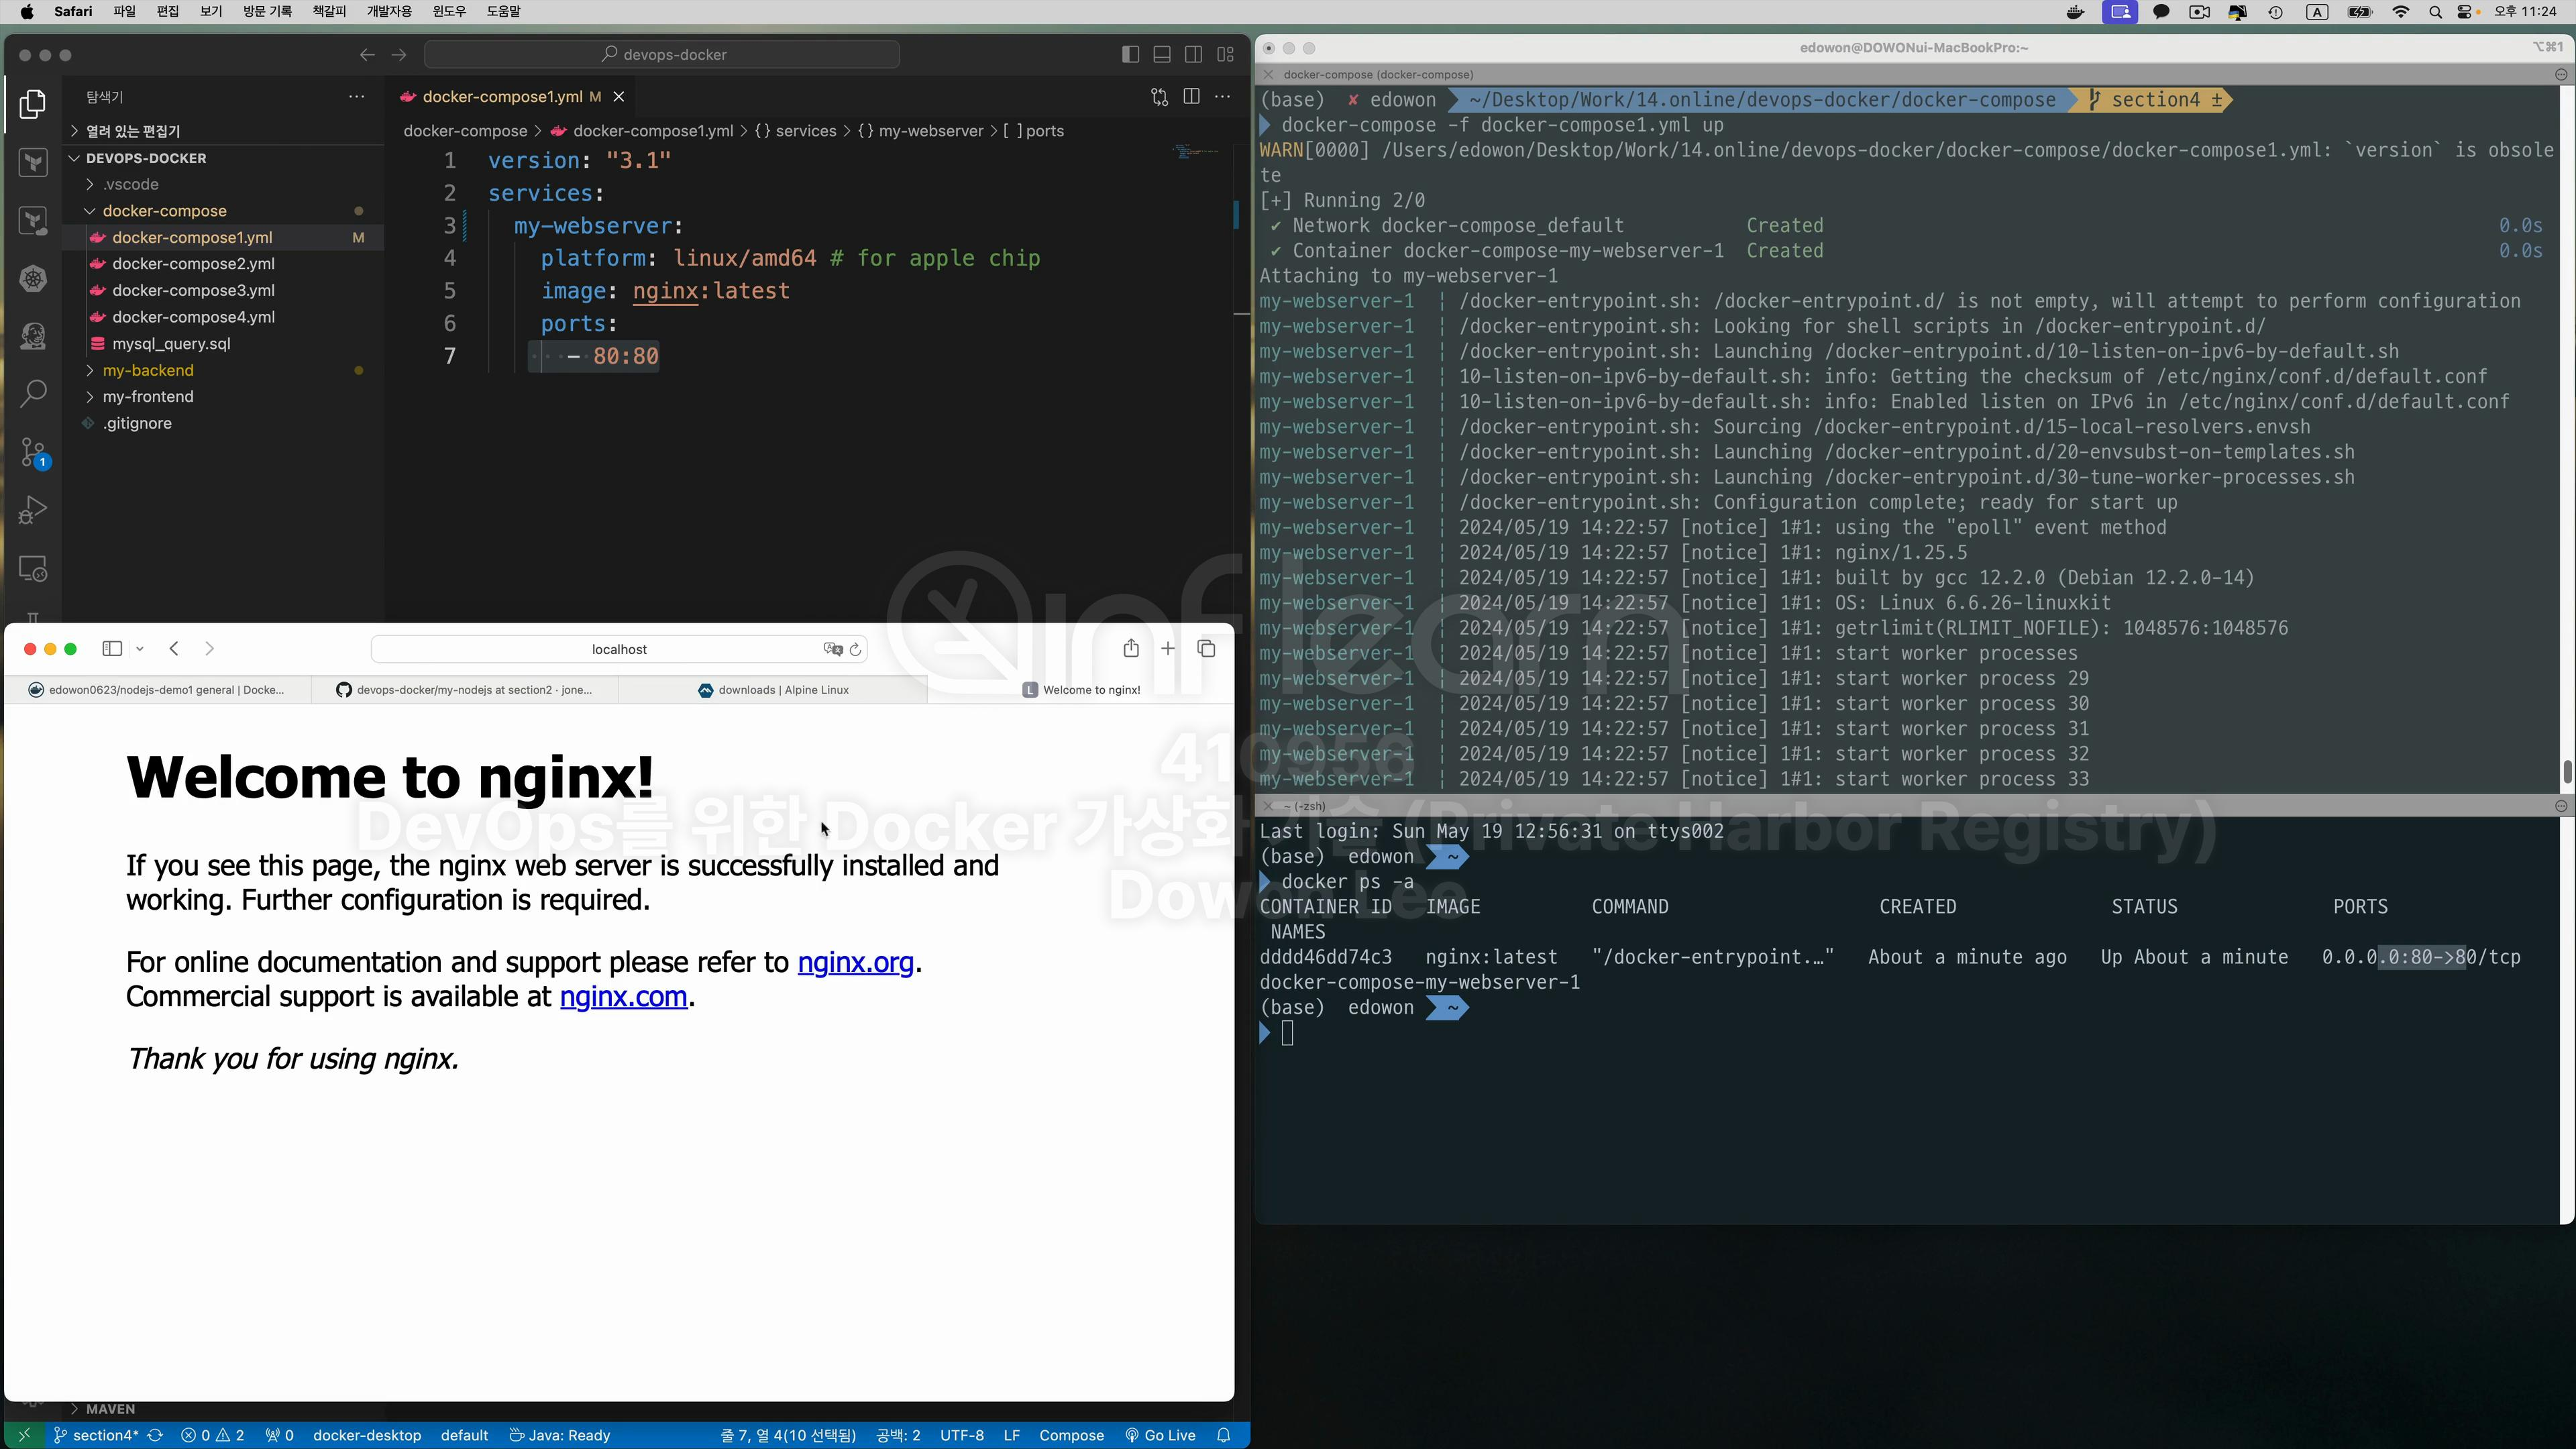 Safari 파일 편집 보기 방문 기록 책갈피 개발자용 윈도우 도움말
A 오후 11:24
devops-docker
탐색기
열려 있는 편집기
DEVOPS-DOCKER
.vscode
docker-compose
docker-compose1.yml M
docker-compose2.yml
docker-compose3.yml
docker-compose4.yml
mysql_query.sql
my-backend
my-frontend
.gitignore
1
docker-compose1.yml M
docker-compose > docker-compose1.yml > {} services > {} my-webserver > [ ] ports
1 version: "3.1"
2 services:
3 my-webserver:
4 platform: linux/amd64 # for apple chip
5 image: nginx:latest
6 ports:
7 - 80:80
localhost
edowon0623/nodejs-demo1 general | Docke...
devops-docker/my-nodejs at section2 · jone...
downloads | Alpine Linux
L Welcome to nginx!
Welcome to nginx!
If you see this page, the nginx web server is successfully installed and
working. Further configuration is required.
For online documentation and support please refer to nginx.org.
Commercial support is available at nginx.com.
Thank you for using nginx.
MAVEN
section4* 0 2 0 docker-desktop default Java: Ready 줄 7, 열 4(10 선택됨) 공백: 2 UTF-8 LF Compose Go Live
edowon@DOWONui-MacBookPro:~ ⌥⌘1
docker-compose (docker-compose)
(base) ✘ edowon ~/Desktop/Work/14.online/devops-docker/docker-compose section4 ±
docker-compose -f docker-compose1.yml up
WARN[0000] /Users/edowon/Desktop/Work/14.online/devops-docker/docker-compose/docker-compose1.yml: `version` is obsole
te
[+] Running 2/0
✔ Network docker-compose_default Created 0.0s
✔ Container docker-compose-my-webserver-1 Created 0.0s
Attaching to my-webserver-1
my-webserver-1 | /docker-entrypoint.sh: /docker-entrypoint.d/ is not empty, will attempt to perform configuration
my-webserver-1 | /docker-entrypoint.sh: Looking for shell scripts in /docker-entrypoint.d/
my-webserver-1 | /docker-entrypoint.sh: Launching /docker-entrypoint.d/10-listen-on-ipv6-by-default.sh
my-webserver-1 | 10-listen-on-ipv6-by-default.sh: info: Getting the checksum of /etc/nginx/conf.d/default.conf
my-webserver-1 | 10-listen-on-ipv6-by-default.sh: info: Enabled listen on IPv6 in /etc/nginx/conf.d/default.conf
my-webserver-1 | /docker-entrypoint.sh: Sourcing /docker-entrypoint.d/15-local-resolvers.envsh
my-webserver-1 | /docker-entrypoint.sh: Launching /docker-entrypoint.d/20-envsubst-on-templates.sh
my-webserver-1 | /docker-entrypoint.sh: Launching /docker-entrypoint.d/30-tune-worker-processes.sh
my-webserver-1 | /docker-entrypoint.sh: Configuration complete; ready for start up
my-webserver-1 | 2024/05/19 14:22:57 [notice] 1#1: using the "epoll" event method
my-webserver-1 | 2024/05/19 14:22:57 [notice] 1#1: nginx/1.25.5
my-webserver-1 | 2024/05/19 14:22:57 [notice] 1#1: built by gcc 12.2.0 (Debian 12.2.0-14)
my-webserver-1 | 2024/05/19 14:22:57 [notice] 1#1: OS: Linux 6.6.26-linuxkit
my-webserver-1 | 2024/05/19 14:22:57 [notice] 1#1: getrlimit(RLIMIT_NOFILE): 1048576:1048576
my-webserver-1 | 2024/05/19 14:22:57 [notice] 1#1: start worker processes
my-webserver-1 | 2024/05/19 14:22:57 [notice] 1#1: start worker process 29
my-webserver-1 | 2024/05/19 14:22:57 [notice] 1#1: start worker process 30
my-webserver-1 | 2024/05/19 14:22:57 [notice] 1#1: start worker process 31
my-webserver-1 | 2024/05/19 14:22:57 [notice] 1#1: start worker process 32
my-webserver-1 | 2024/05/19 14:22:57 [notice] 1#1: start worker process 33
~ (-zsh)
Last login: Sun May 19 12:56:31 on ttys002
(base) edowon ~
docker ps -a
CONTAINER ID IMAGE COMMAND CREATED STATUS PORTS
NAMES
dddd46dd74c3 nginx:latest "/docker-entrypoint.…" About a minute ago Up About a minute 0.0.0.0:80->80/tcp
docker-compose-my-webserver-1
(base) edowon ~
inflearn
410956
DevOps를 위한 Docker 가상화 기술 (Private Harbor Registry)
Dowon Lee